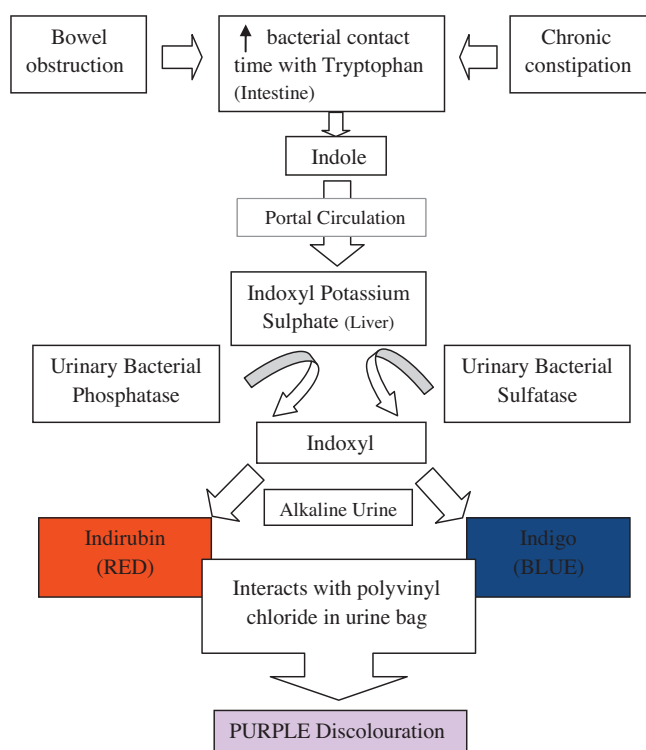 Bowel
obstruction
↑ bacterial contact
time with Tryptophan
(Intestine)
Chronic
constipation
Indole
Portal Circulation
Indoxyl Potassium
Sulphate (Liver)
Urinary Bacterial
Phosphatase
Urinary Bacterial
Sulfatase
Indoxyl
Alkaline Urine
Indirubin
(RED)
Indigo
(BLUE)
Interacts with polyvinyl
chloride in urine bag
PURPLE Discolouration